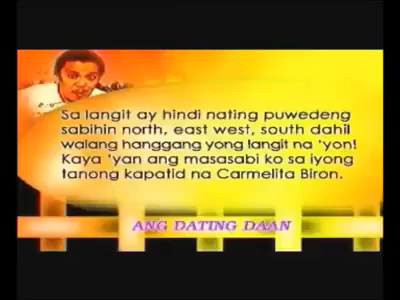 Sa langit ay hindi nating puwedeng
sabihin north, east west, south dahil
walang hanggang yong langit na 'yon!
Kaya 'yan ang masasabi ko sa iyong
tanong kapatid na Carmelita Biron.
ANG DATING DAAN